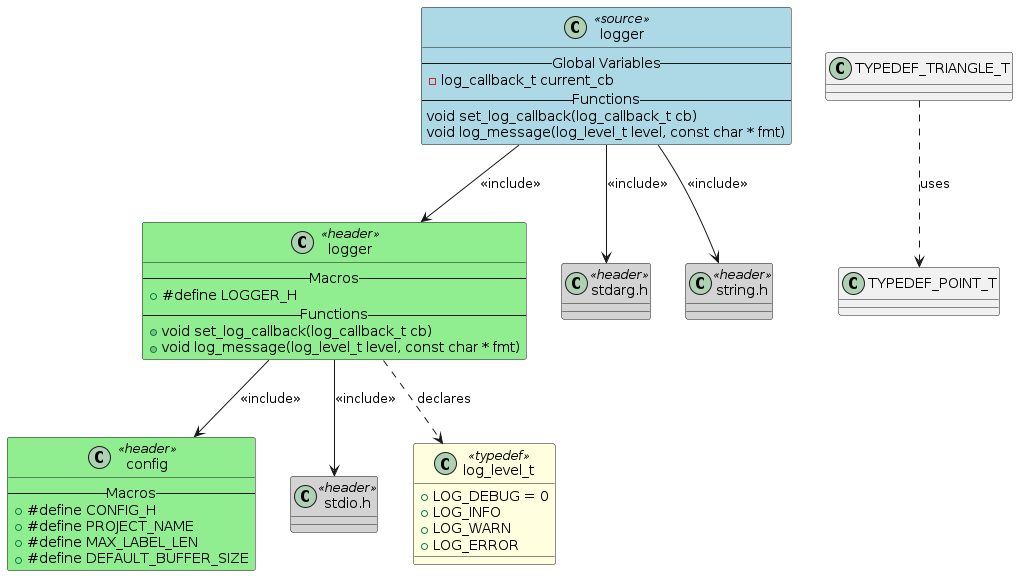 C «source»
logger
Global Variables
log_callback_t current_cb
Functions
void set_log_callback(log_callback_t cb)
void log_message(log_level_t level, const char * fmt)
C TYPEDEF_TRIANGLE_T
«include»
«include»
«include»
uses
C «header»
logger
Macros
#define LOGGER_H
Functions
void set_log_callback(log_callback_t cb)
void log_message(log_level_t level, const char * fmt)
C «header»
stdarg.h
C «header»
string.h
C TYPEDEF_POINT_T
«include»
«include»
declares
C «header»
config
Macros
#define CONFIG_H
#define PROJECT_NAME
#define MAX_LABEL_LEN
#define DEFAULT_BUFFER_SIZE
C «header»
stdio.h
C «typedef»
log_level_t
LOG_DEBUG = 0
LOG_INFO
LOG_WARN
LOG_ERROR